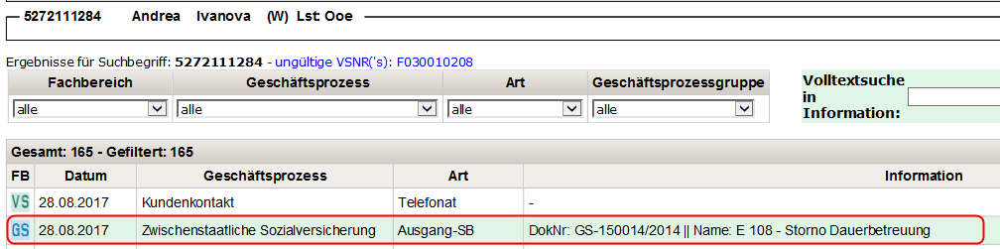 5272111284 Andrea Ivanova (W) Lst: Ooe
Ergebnisse für Suchbegriff: 5272111284 - ungültige VSNR('s): F030010208
Fachbereich Geschäftsprozess Art Geschäftsprozessgruppe
alle alle alle alle
Volltextsuche
in
Information:
Gesamt: 165 - Gefiltert: 165
FB Datum Geschäftsprozess Art Information
VS 28.08.2017 Kundenkontakt Telefonat -
GS 28.08.2017 Zwischenstaatliche Sozialversicherung Ausgang-SB DokNr: GS-150014/2014 || Name: E 108 - Storno Dauerbetreuung